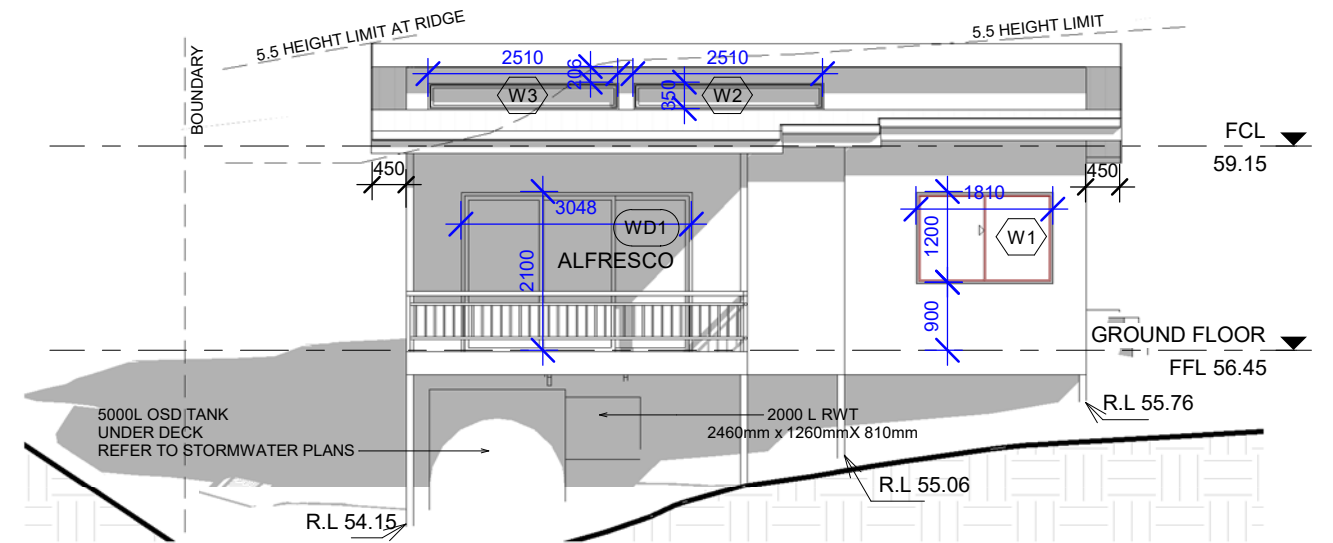 5.5 HEIGHT LIMIT AT RIDGE
5.5 HEIGHT LIMIT
BOUNDARY
2510
206
2510
W3
W2
350
FCL
59.15
450
450
3048
1810
WD1
W1
1200
ALFRESCO
2100
900
GROUND FLOOR
FFL 56.45
R.L 55.76
5000L OSD TANK
UNDER DECK
REFER TO STORMWATER PLANS
2000 L RWT
2460mm x 1260mmX 810mm
R.L 55.06
R.L 54.15